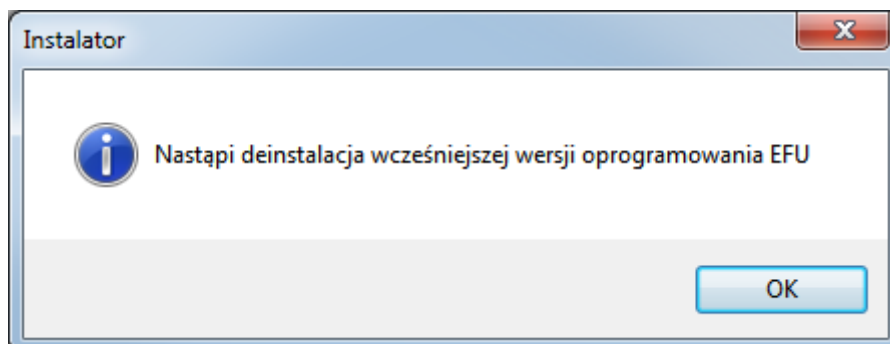 Instalator
Nastąpi deinstalacja wcześniejszej wersji oprogramowania EFU
OK